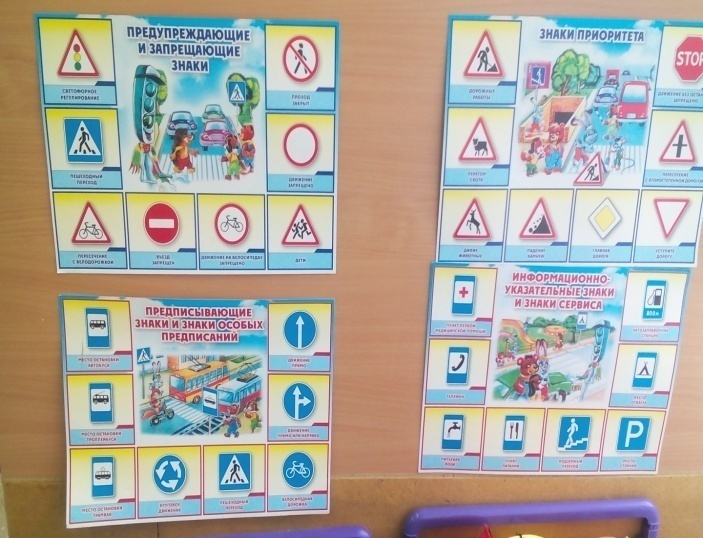 ПРЕДУПРЕЖДАЮЩИЕ
И ЗАПРЕЩАЮЩИЕ
ЗНАКИ
СВЕТОФОРНОЕ
РЕГУЛИРОВАНИЕ
ПРОХОД
ЗАКРЫТ
ПЕШЕХОДНЫЙ
ПЕРЕХОД
ДВИЖЕНИЕ
ЗАПРЕЩЕНО
ПЕРЕСЕЧЕНИЕ
С ВЕЛОДОРОЖКОЙ
ВЪЕЗД
ЗАПРЕЩЕН
ДВИЖЕНИЕ НА ВЕЛОСИПЕДАХ
ЗАПРЕЩЕНО
ДЕТИ
ЗНАКИ ПРИОРИТЕТА
ДОРОЖНЫЕ
РАБОТЫ
STOP
ДВИЖЕНИЕ БЕЗ
ЗАПРЕЩЕНО
ПЕРЕГОН
СКОТА
ПЕРЕСЕЧЕНИЕ
ДИКИЕ
ЖИВОТНЫЕ
ПАДЕНИЕ
КАМНЕЙ
ГЛАВНАЯ
ДОРОГА
УСТУПИТЕ
ДОРОГУ
ПРЕДПИСЫВАЮЩИЕ
ЗНАКИ И ЗНАКИ ОСОБЫХ
ПРЕДПИСАНИЙ
МЕСТО ОСТАНОВКИ
АВТОБУСА
ДВИЖЕНИЕ
ПРЯМО
МЕСТО ОСТАНОВКИ
ТРОЛЛЕЙБУСА
ДВИЖЕНИЕ
ПРЯМО ИЛИ НАПРАВО
МЕСТО ОСТАНОВКИ
ТРАМВАЯ
КРУГОВОЕ
ДВИЖЕНИЕ
ПЕШЕХОДНЫЙ
ПЕРЕХОД
ВЕЛОСИПЕДНАЯ
ДОРОЖКА
ИНФОРМАЦИОННО-
УКАЗАТЕЛЬНЫЕ ЗНАКИ
И ЗНАКИ СЕРВИСА
ПУНКТ ПЕРВОЙ
МЕДИЦИНСКОЙ ПОМОЩИ
АВТОЗАПРАВОЧНАЯ
СТАНЦИЯ
ТЕЛЕФОН
МЕСТО
ОТДЫХА
ПИТЬЕВАЯ
ВОДА
ПУНКТ
ПИТАНИЯ
ПОДЗЕМНЫЙ
ПЕРЕХОД
P
МЕСТО
СТОЯНКИ